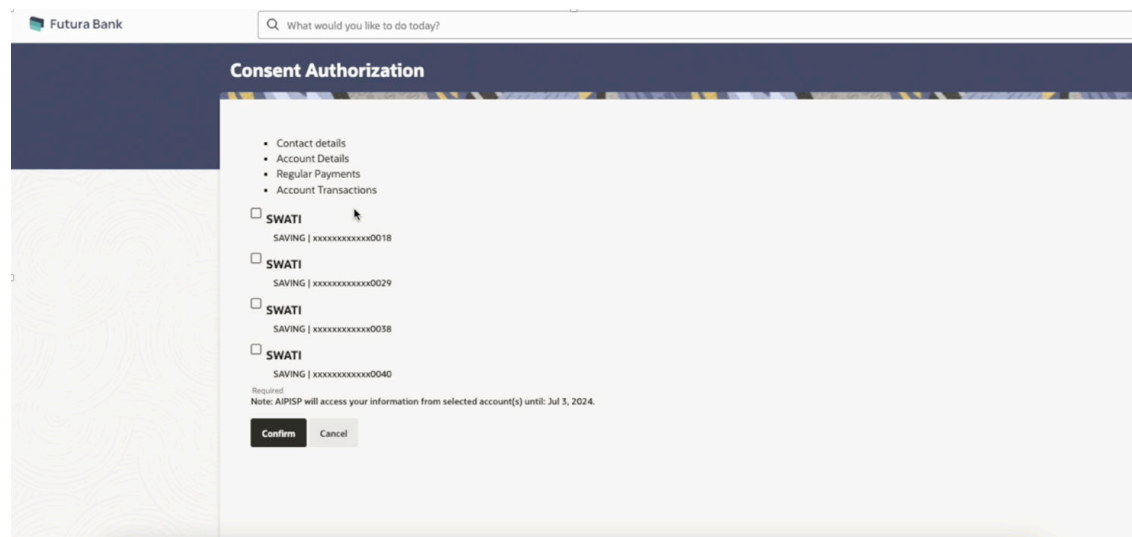 Futura Bank
What would you like to do today?
Consent Authorization
Contact details
Account Details
Regular Payments
Account Transactions
SWATI
SAVING | xxxxxxxxxxxx0018
SWATI
SAVING | xxxxxxxxxxxx0029
SWATI
SAVING | xxxxxxxxxxxx0038
SWATI
SAVING | xxxxxxxxxxxx0040
Required
Note: AIPISP will access your information from selected account(s) until: Jul 3, 2024.
Confirm
Cancel